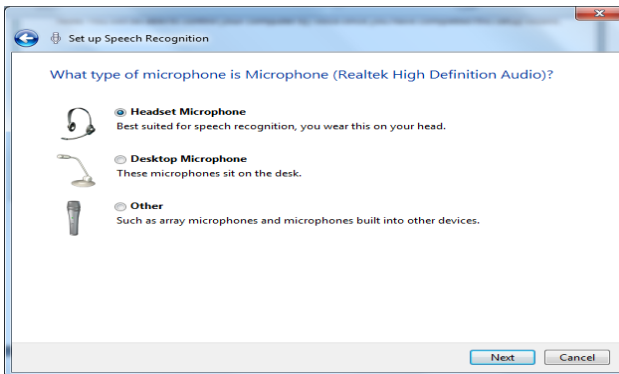 Set up Speech Recognition
What type of microphone is Microphone (Realtek High Definition Audio)?
Headset Microphone
Best suited for speech recognition, you wear this on your head.
Desktop Microphone
These microphones sit on the desk.
Other
Such as array microphones and microphones built into other devices.
Next Cancel